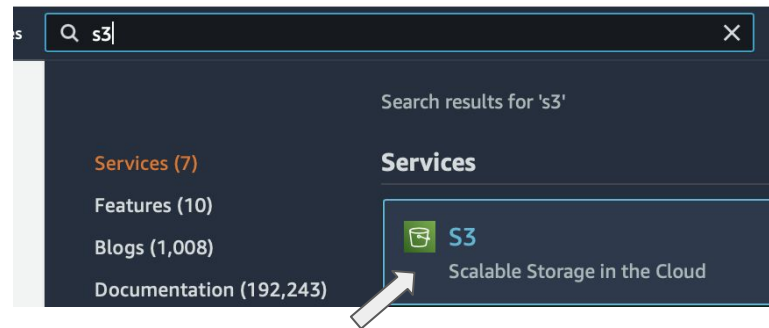 s3
Search results for 's3'
Services (7)
Features (10)
Blogs (1,008)
Documentation (192,243)
Services
S3
Scalable Storage in the Cloud